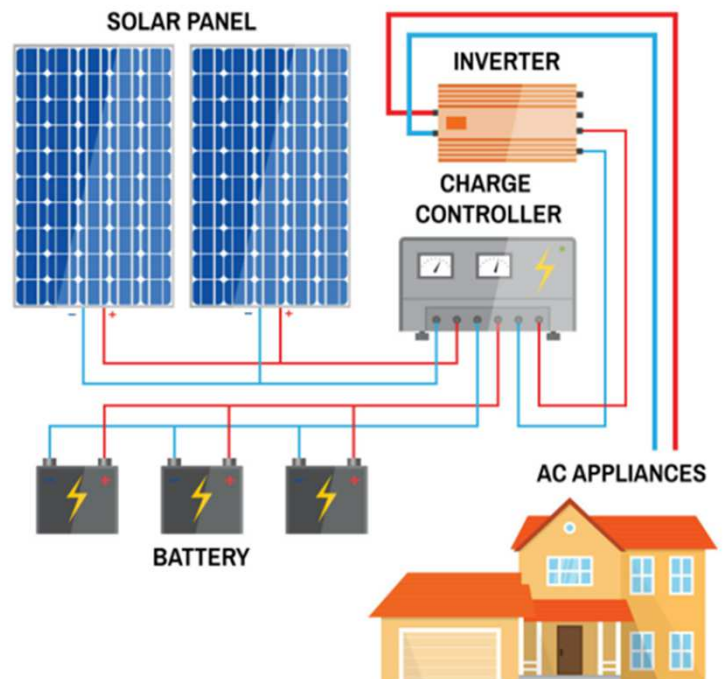 SOLAR PANEL
INVERTER
CHARGE
CONTROLLER
− +
− +
− +
− +
− +
BATTERY
AC APPLIANCES